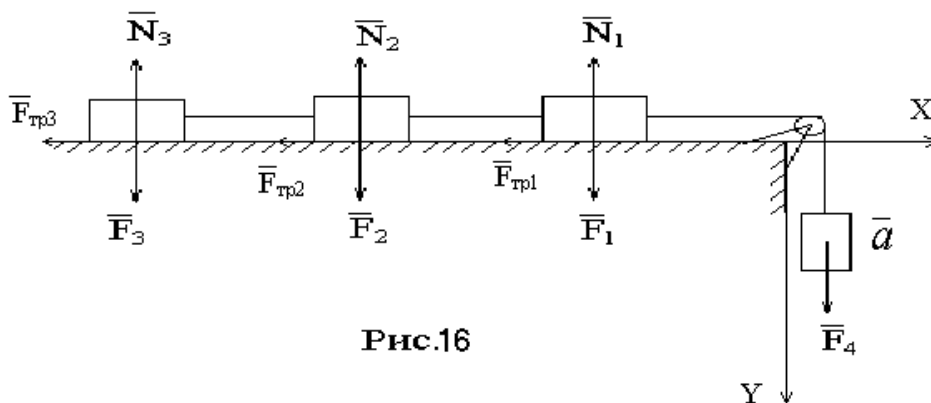 N̅₃ N̅₂ N̅₁
F̅тр3 X
F̅тр2 F̅тр1
F̅₃ F̅₂ F̅₁ a̅
Рис.16 F̅₄
Y